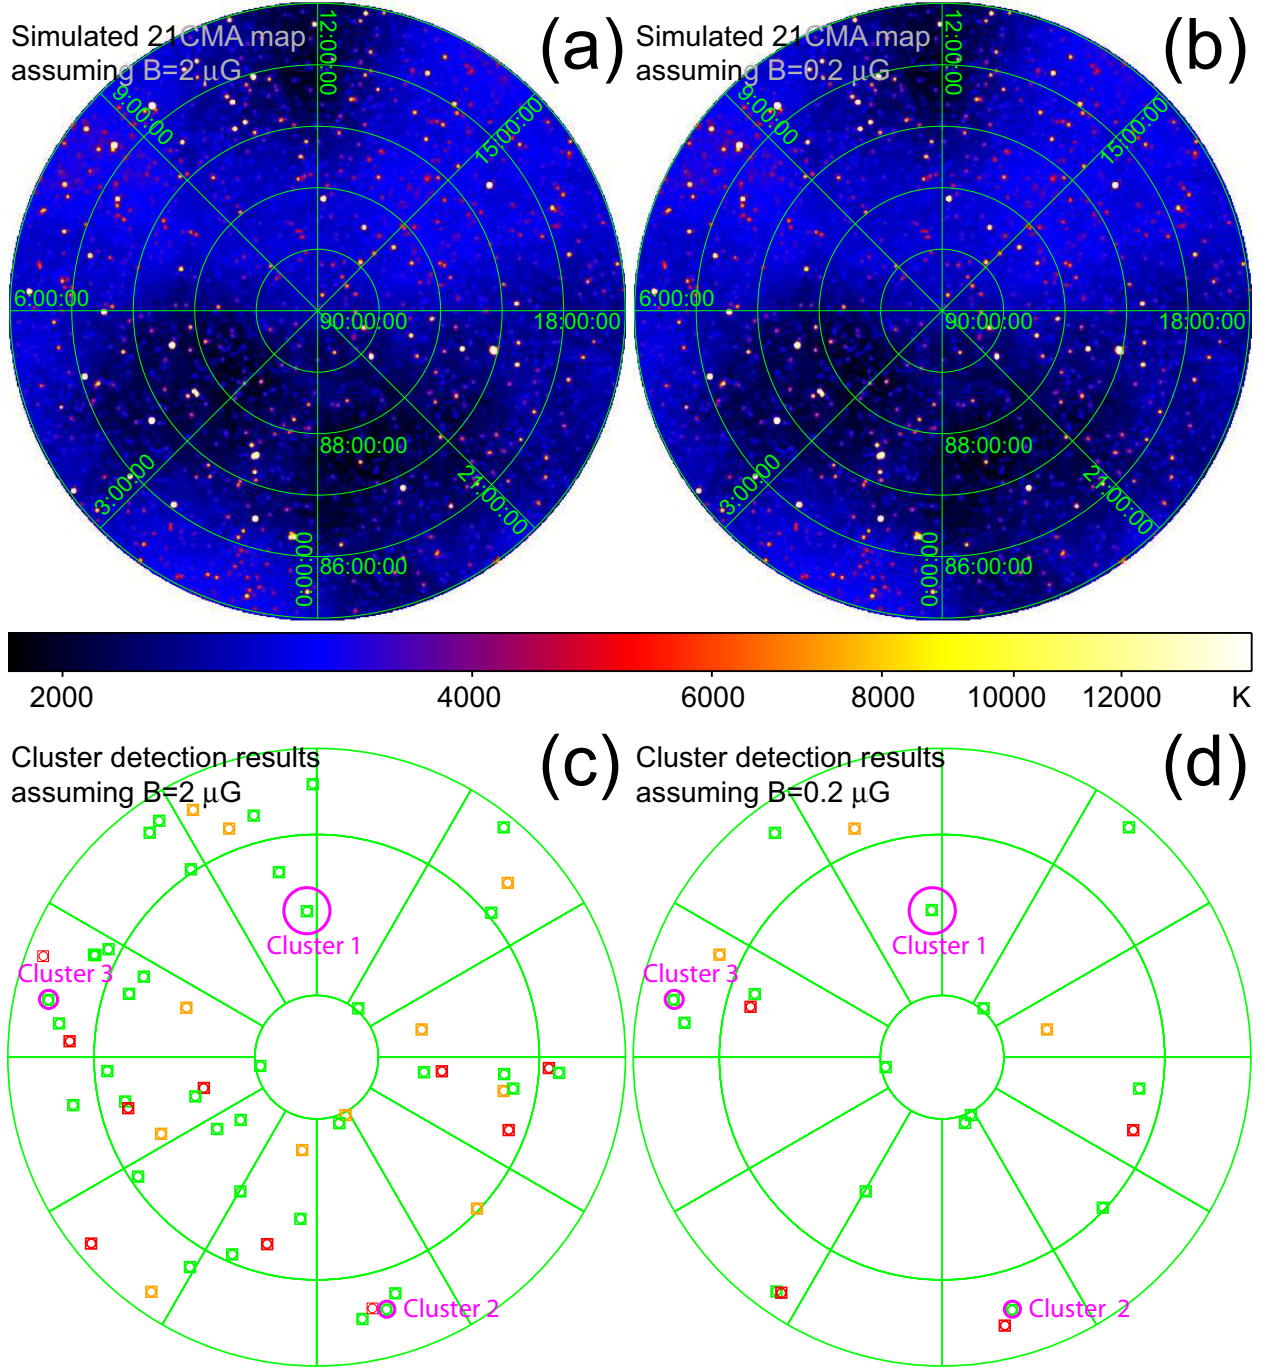 Simulated 21CMA map
assuming B=2 μG
(a)
12:00:00
9:00:00
15:00:00
6:00:00
90:00:00
18:00:00
88:00:00
3:00:00
21:00:00
00:00:0
86:00:00
Simulated 21CMA map
assuming B=0.2 μG
(b)
12:00:00
9:00:00
15:00:00
6:00:00
90:00:00
18:00:00
88:00:00
3:00:00
21:00:00
00:00:0
86:00:00
2000 4000 6000 8000 10000 12000 K
Cluster detection results
assuming B=2 μG
(c)
Cluster 1
Cluster 3
Cluster 2
Cluster detection results
assuming B=0.2 μG
(d)
Cluster 1
Cluster 3
Cluster 2